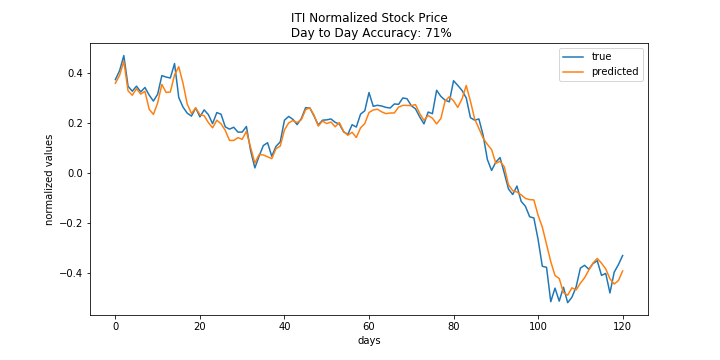 ITI Normalized Stock Price
Day to Day Accuracy: 71%
true
predicted
normalized values
0.4
0.2
0.0
−0.2
−0.4
0
20
40
60
80
100
120
days